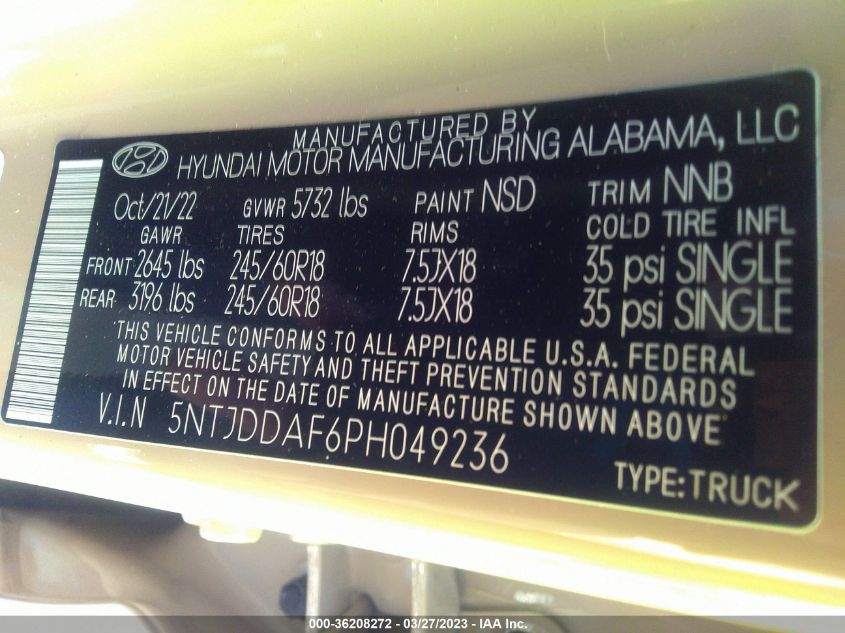 MANUFACTURED BY
HYUNDAI MOTOR MANUFACTURING ALABAMA, LLC
Oct/21/22 GVWR 5732 lbs PAINT NSD TRIM NNB
GAWR TIRES RIMS COLD TIRE INFL
FRONT 2645 lbs 245/60R18 7.5JX18 35 psi SINGLE
REAR 3196 lbs 245/60R18 7.5JX18 35 psi SINGLE
THIS VEHICLE CONFORMS TO ALL APPLICABLE U.S.A. FEDERAL
MOTOR VEHICLE SAFETY AND THEFT PREVENTION STANDARDS
IN EFFECT ON THE DATE OF MANUFACTURE SHOWN ABOVE
V.I.N 5NTJDDAF6PH049236
TYPE:TRUCK
000-36208272 - 03/27/2023 - IAA Inc.